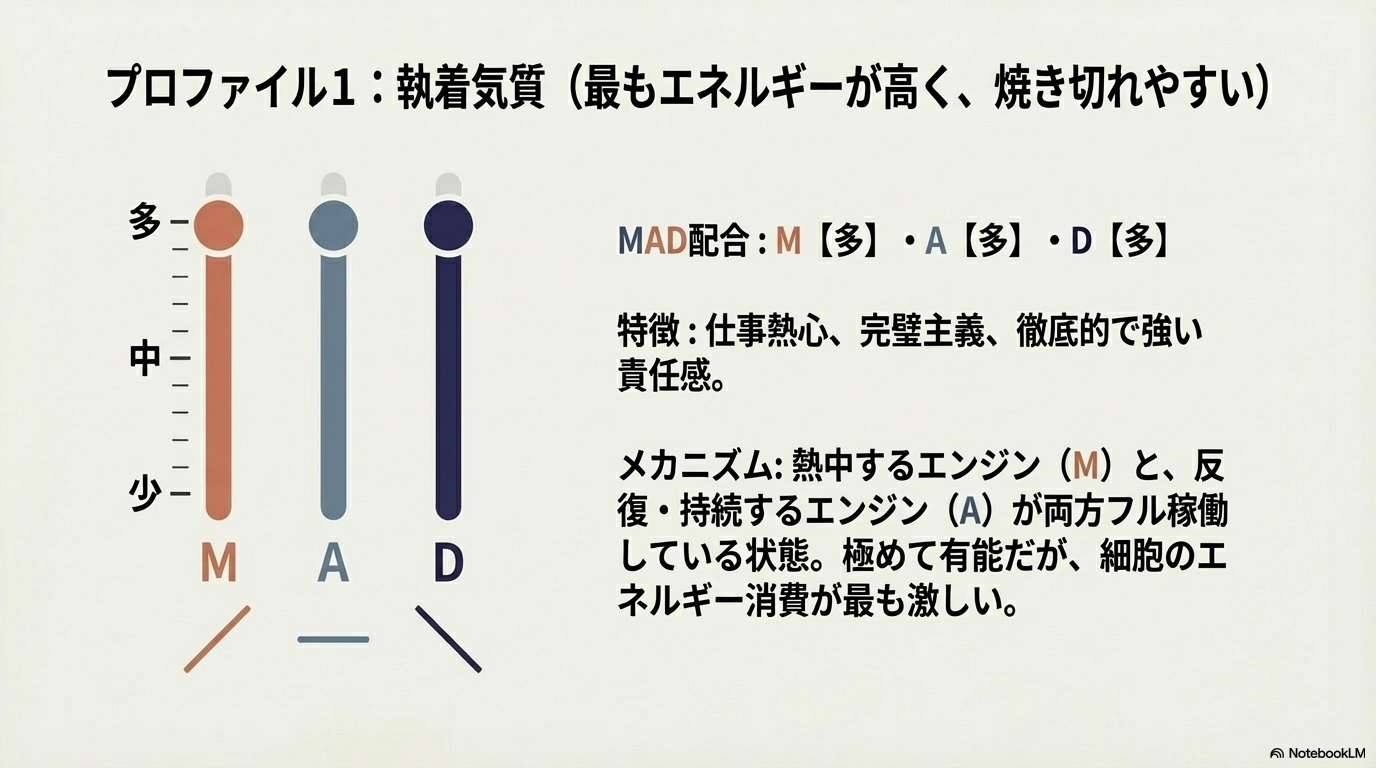 プロファイル1：執着気質（最もエネルギーが高く、焼き切れやすい）
多
中
少
M A D
MAD配合：M【多】・A【多】・D【多】
特徴：仕事熱心、完璧主義、徹底的で強い
責任感。
メカニズム：熱中するエンジン（M）と、反
復・持続するエンジン（A）が両方フル稼働
している状態。極めて有能だが、細胞のエ
ネルギー消費が最も激しい。
NotebookLM